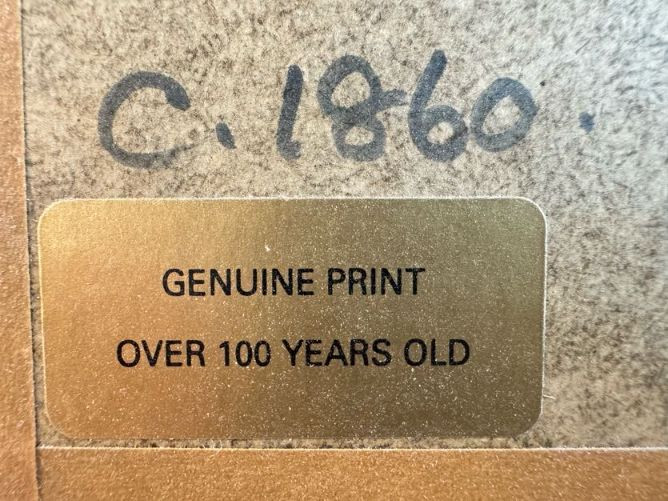 C. 1860.
GENUINE PRINT
OVER 100 YEARS OLD